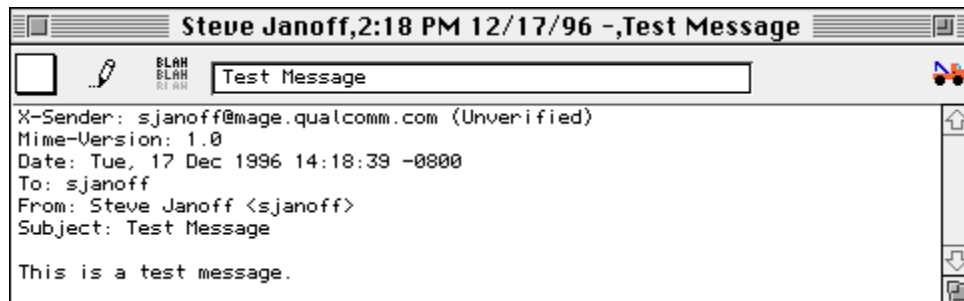 Steve Janoff,2:18 PM 12/17/96 -,Test Message
BLAH
BLAH
BLAH
Test Message
X-Sender: sjanoff@mage.qualcomm.com (Unverified)
Mime-Version: 1.0
Date: Tue, 17 Dec 1996 14:18:39 -0800
To: sjanoff
From: Steve Janoff <sjanoff>
Subject: Test Message
This is a test message.